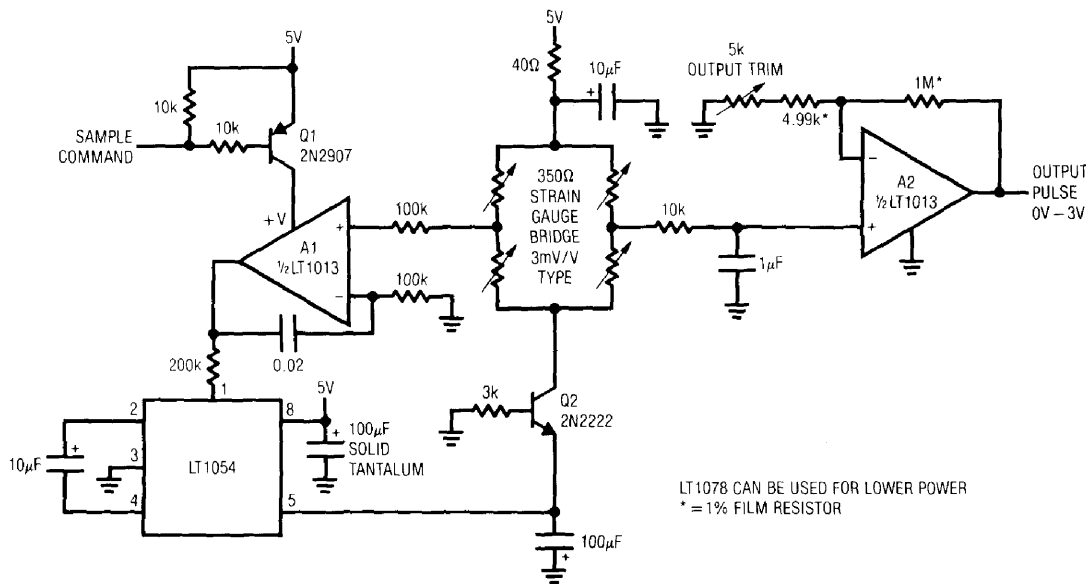 5V
5V
40Ω
10μF
+
5k
OUTPUT TRIM
1M*
4.99k*
10k
10k
SAMPLE
COMMAND
Q1
2N2907
+V
A1
½ LT1013
+
−
100k
100k
350Ω
STRAIN
GAUGE
BRIDGE
3mV/V
TYPE
10k
1μF
−
+
A2
½ LT1013
OUTPUT
PULSE
0V – 3V
0.02
200k
1
2
3
4
8
5
LT1054
10μF
+
5V
+
100μF
SOLID
TANTALUM
3k
Q2
2N2222
100μF
+
LT1078 CAN BE USED FOR LOWER POWER
* = 1% FILM RESISTOR